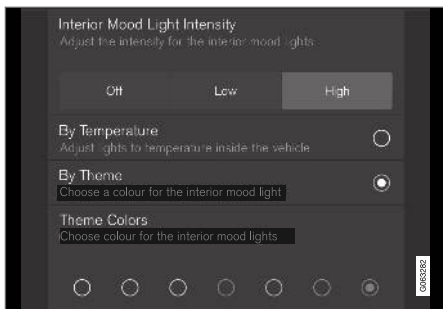 Interior Mood Light Intensity
Adjust the intensity for the interior mood lights
Off Low High
By Temperature
Adjust lights to temperature inside the vehicle
By Theme
Choose a colour for the interior mood light
Theme Colors
Choose colour for the interior mood lights
G063282